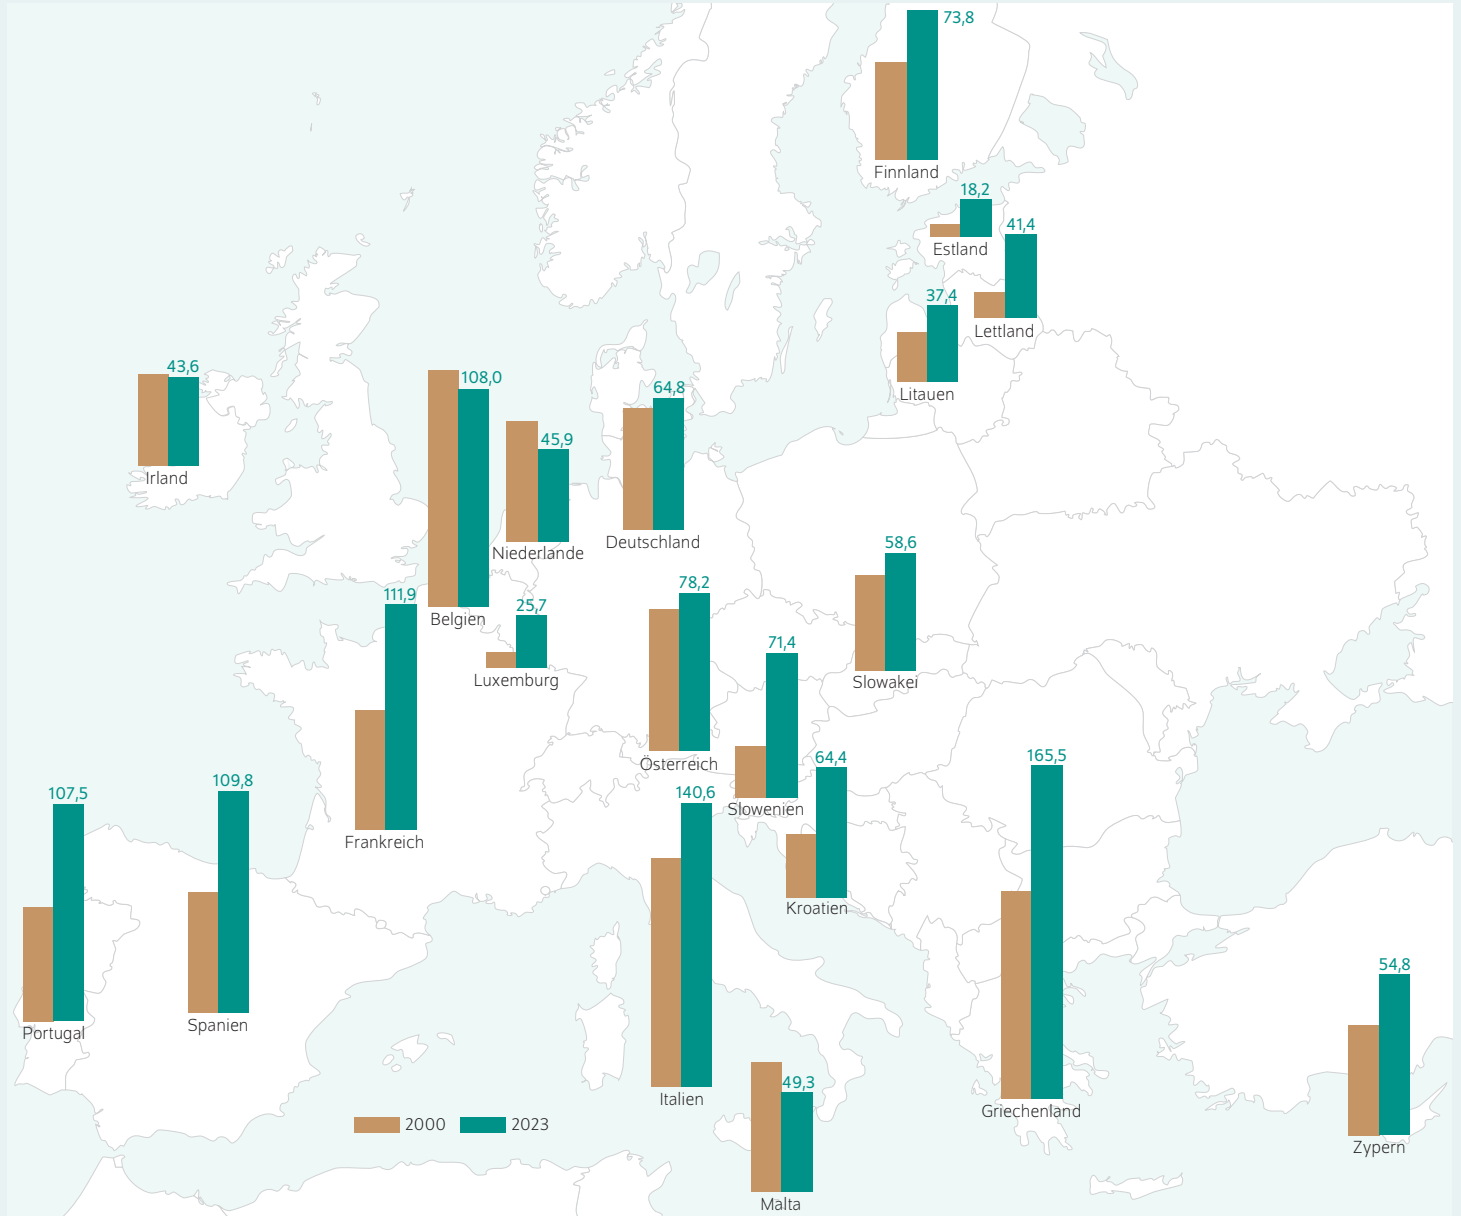 73,8
Finnland
18,2
Estland
41,4
Lettland
37,4
Litauen
43,6
Irland
108,0
Belgien
45,9
Niederlande
64,8
Deutschland
58,6
Slowakei
111,9
Frankreich
25,7
Luxemburg
78,2
Österreich
71,4
Slowenien
64,4
Kroatien
165,5
Griechenland
107,5
Portugal
109,8
Spanien
140,6
Italien
54,8
Zypern
49,3
Malta
2000
2023